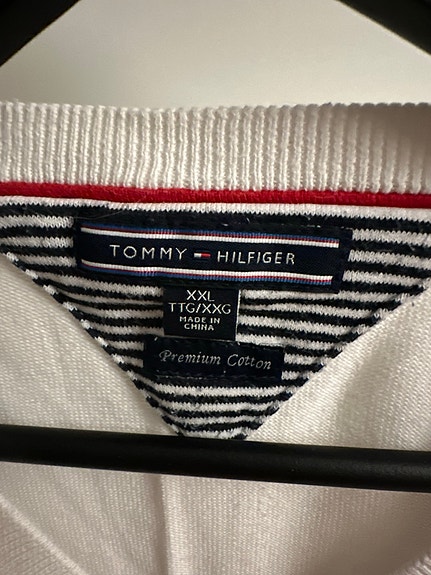 TOMMY HILFIGER
XXL
TTG/XXG
MADE IN
CHINA
Premium Cotton